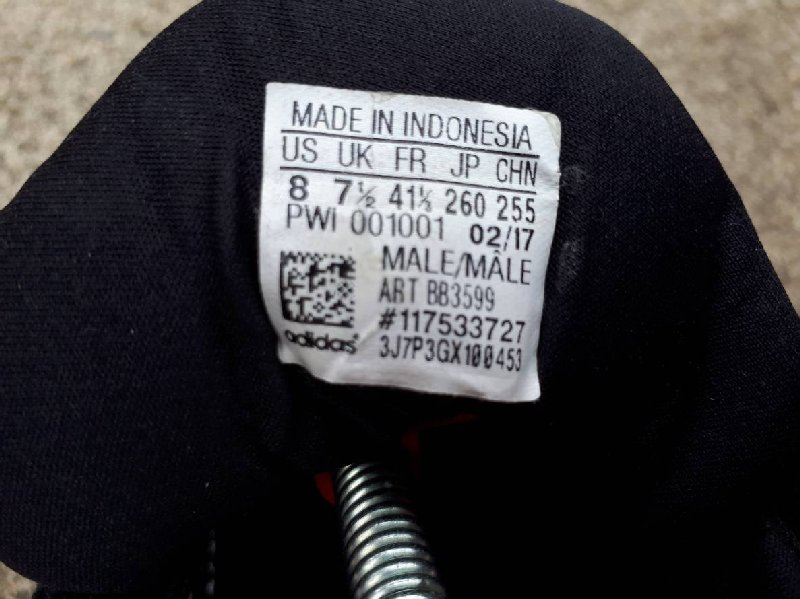 MADE IN INDONESIA
US UK FR JP CHN
8 7½ 41⅓ 260 255
PWI 001001 02/17
MALE/MÂLE
ART BB3599
#117533727
adidas 3J7P3GX100453